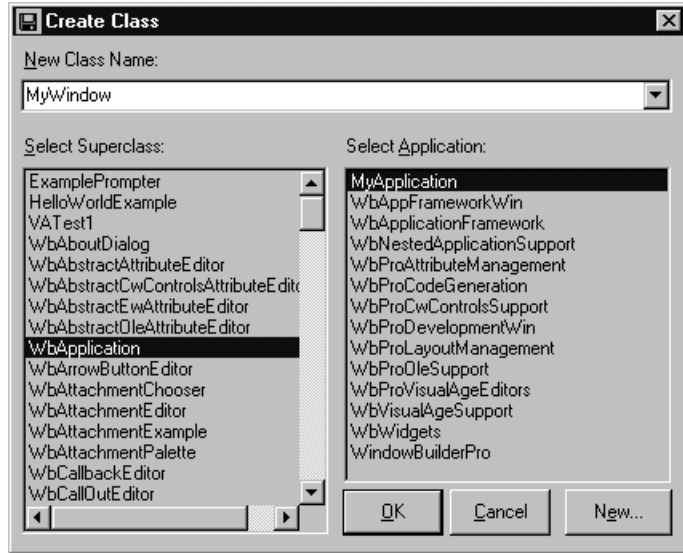 Create Class
New Class Name:
MyWindow
Select Superclass:
ExamplePrompter
HelloWorldExample
VATest1
WbAboutDialog
WbAbstractAttributeEditor
WbAbstractCwControlsAttributeEdito
WbAbstractEwAttributeEditor
WbAbstractOleAttributeEditor
WbApplication
WbArrowButtonEditor
WbAttachmentChooser
WbAttachmentEditor
WbAttachmentExample
WbAttachmentPalette
WbCallbackEditor
WbCallOutEditor
Select Application:
MyApplication
WbAppFrameworkWin
WbApplicationFramework
WbNestedApplicationSupport
WbProAttributeManagement
WbProCodeGeneration
WbProCwControlsSupport
WbProDevelopmentWin
WbProLayoutManagement
WbProOleSupport
WbProVisualAgeEditors
WbVisualAgeSupport
WbWidgets
WindowBuilderPro
OK
Cancel
New...